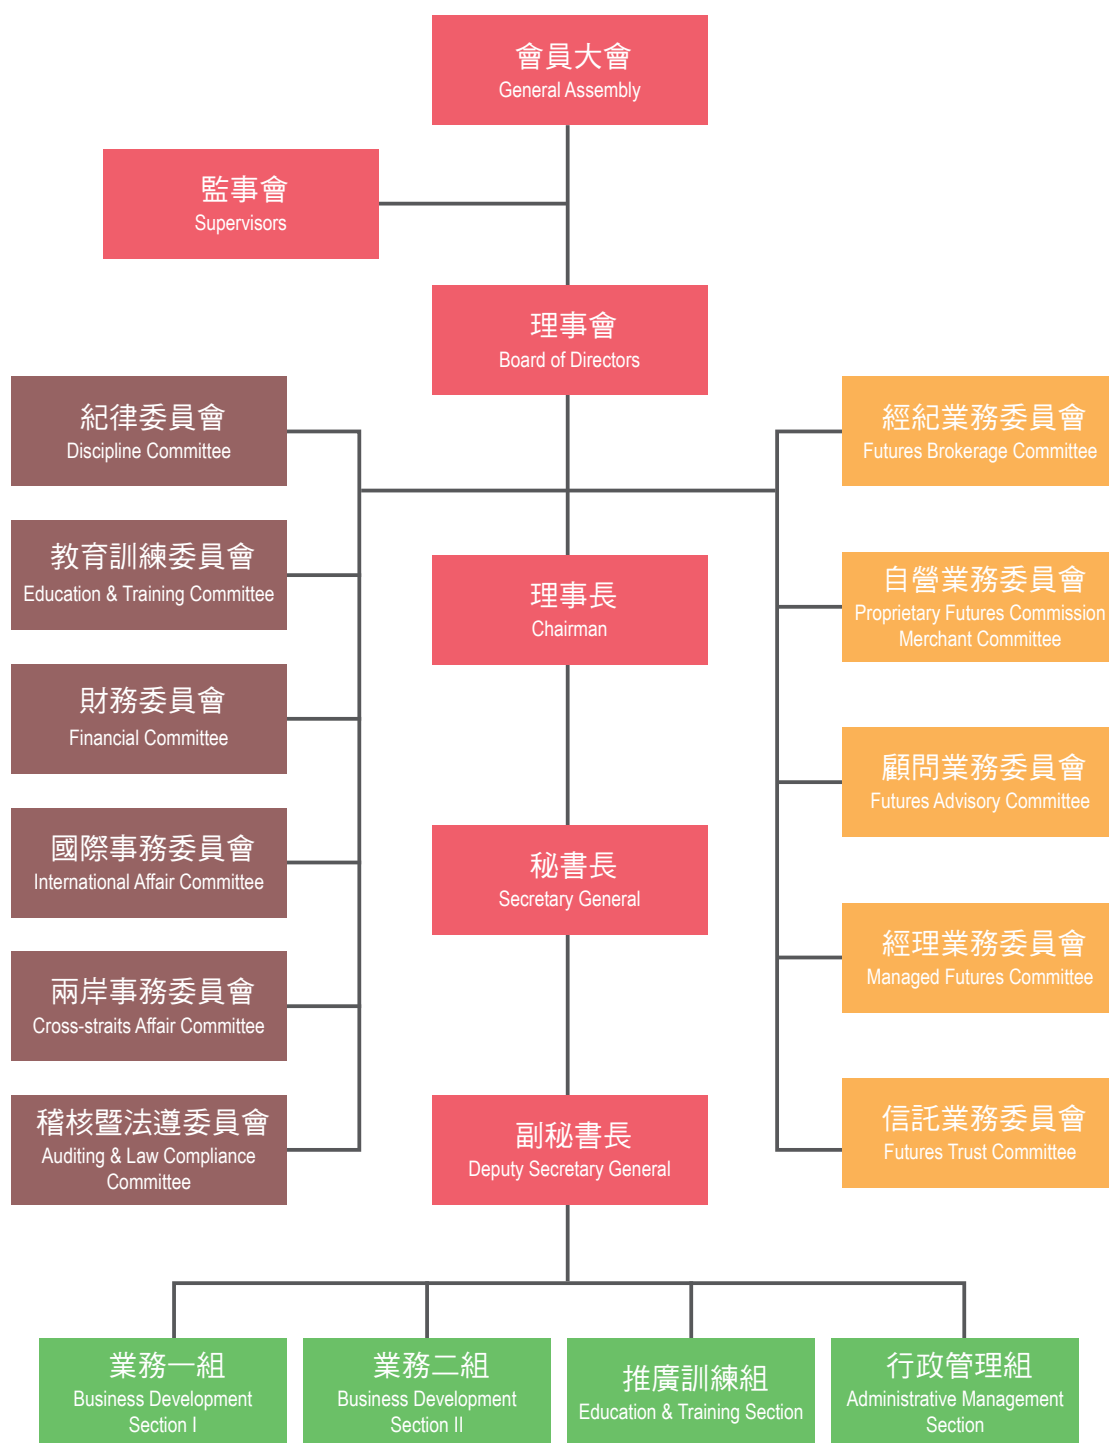 會員大會
General Assembly
監事會
Supervisors
理事會
Board of Directors
紀律委員會
Discipline Committee
教育訓練委員會
Education & Training Committee
財務委員會
Financial Committee
國際事務委員會
International Affair Committee
兩岸事務委員會
Cross-straits Affair Committee
稽核暨法遵委員會
Auditing & Law Compliance
Committee
理事長
Chairman
秘書長
Secretary General
副秘書長
Deputy Secretary General
經紀業務委員會
Futures Brokerage Committee
自營業務委員會
Proprietary Futures Commission
Merchant Committee
顧問業務委員會
Futures Advisory Committee
經理業務委員會
Managed Futures Committee
信託業務委員會
Futures Trust Committee
業務一組
Business Development
Section I
業務二組
Business Development
Section II
推廣訓練組
Education & Training Section
行政管理組
Administrative Management
Section